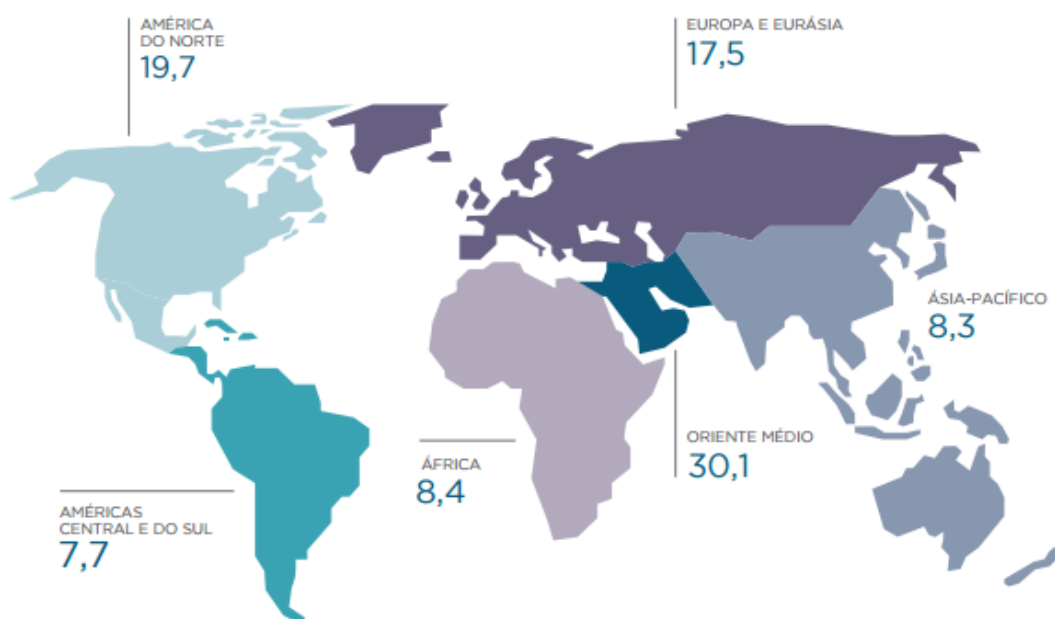 AMÉRICA
DO NORTE
19,7
EUROPA E EURÁSIA
17,5
ÁSIA-PACÍFICO
8,3
ORIENTE MÉDIO
30,1
ÁFRICA
8,4
AMÉRICAS
CENTRAL E DO SUL
7,7